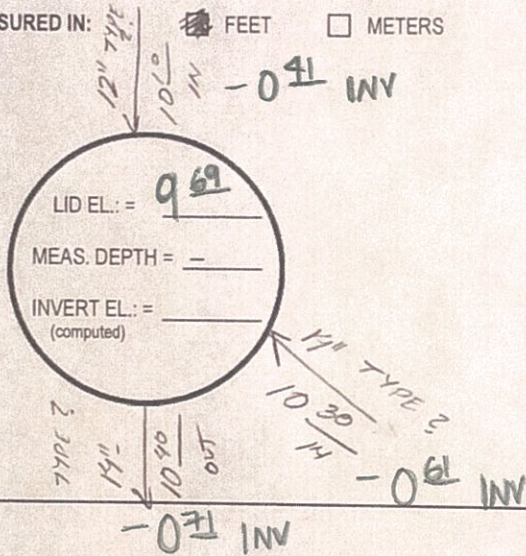 SURED IN: FEET METERS
12" TYPE ?
10 10
IN
-0 41 INV
LID EL.: = 9 69
MEAS. DEPTH = -
INVERT EL.: =
(computed)
14" TYPE ?
10 30
IN
-0 61 INV
TYPE ?
14"
10 40
OUT
-0 71 INV